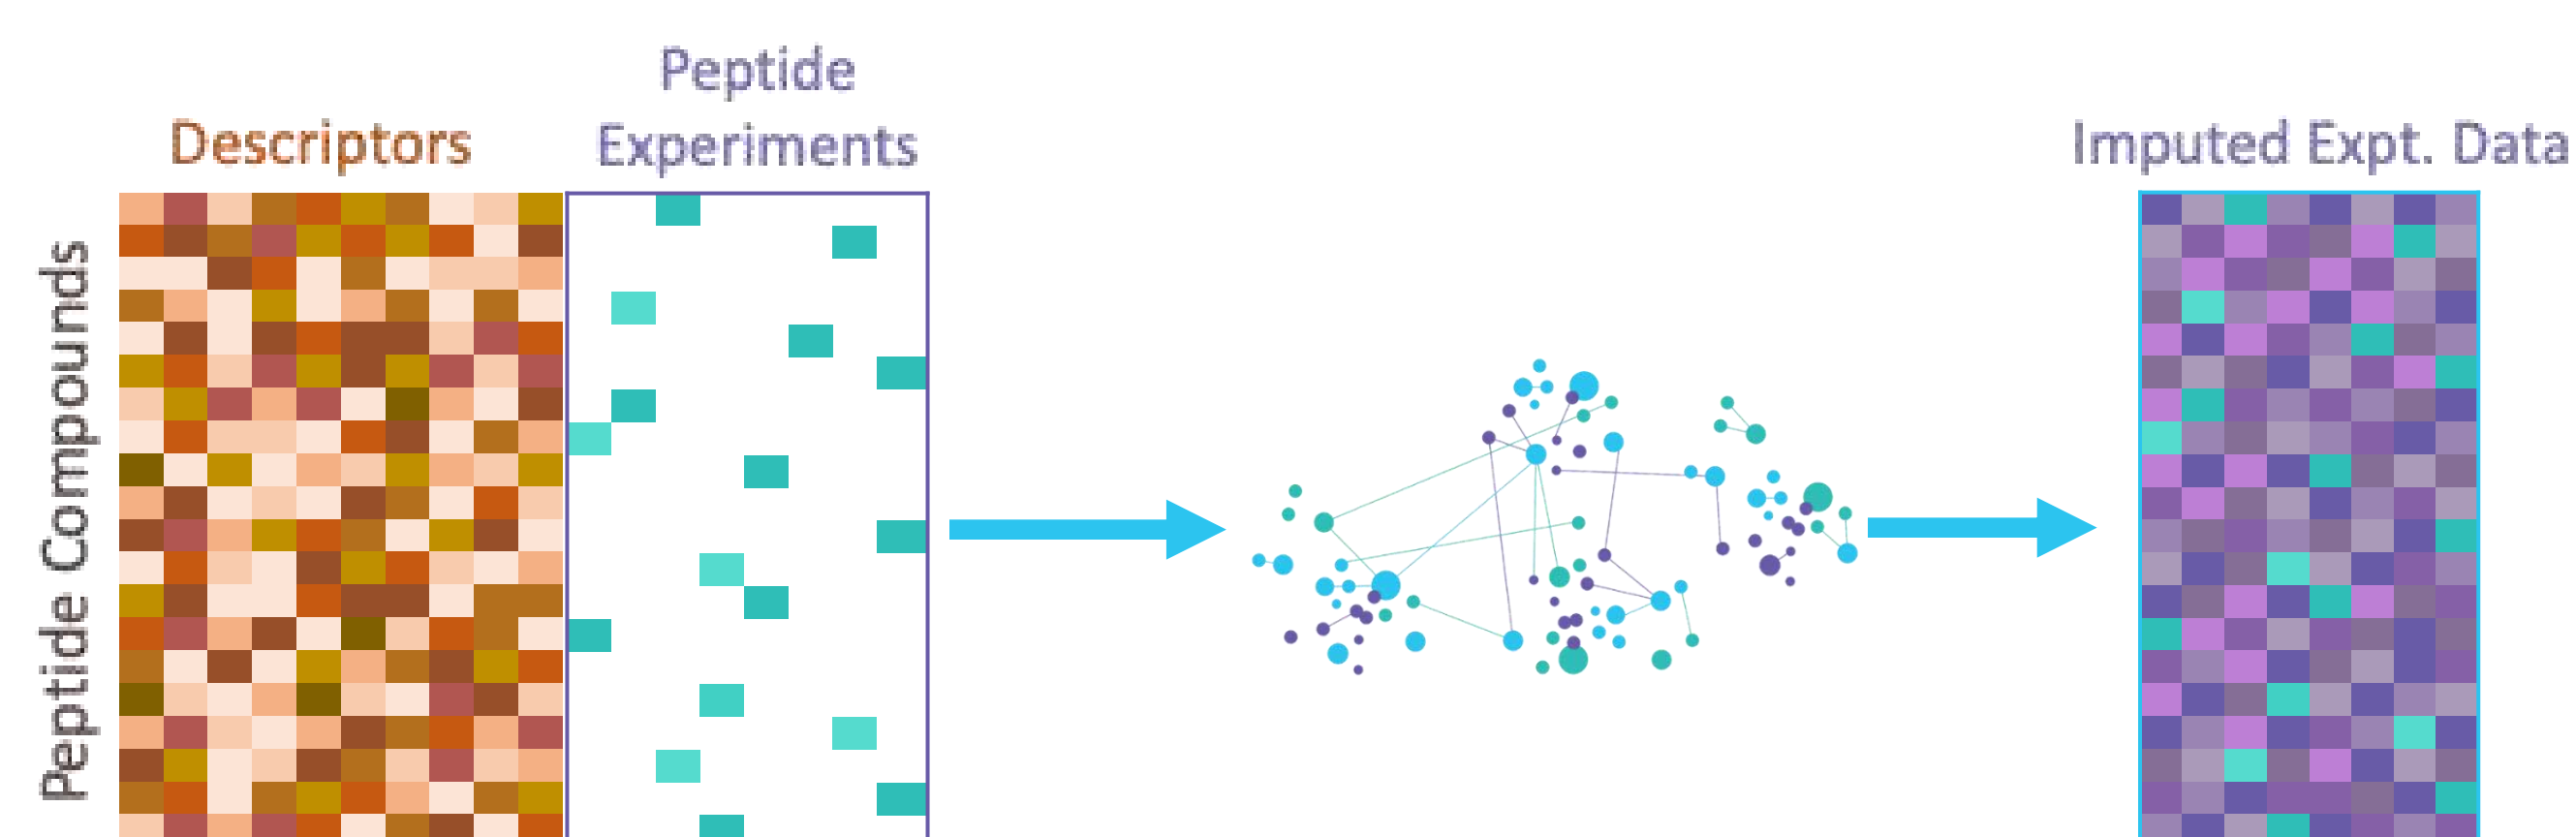 Peptide
Experiments
Descriptors
Imputed Expt. Data
Peptide Compounds